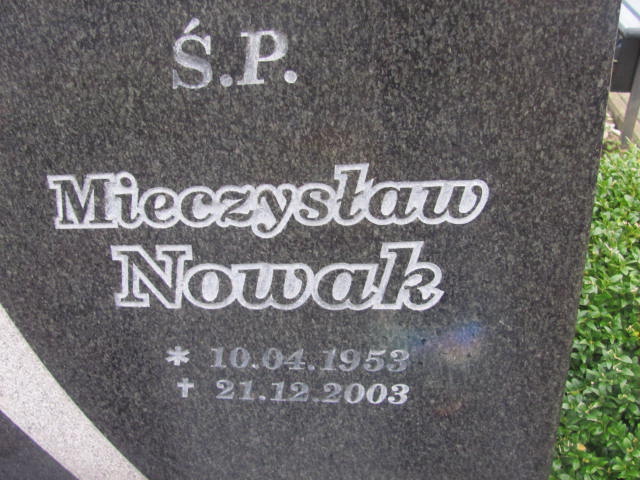 Ś.P.
Mieczysław
Nowak
* 10.04.1953
✝ 21.12.2003